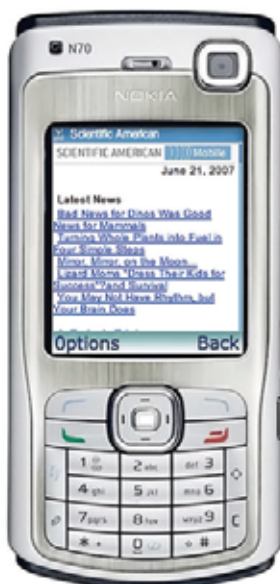 N70
NOKIA
Scientific American
SCIENTIFIC AMERICAN Mobile
June 21, 2007
Latest News
Bad News for Dinos Was Good
News for Mammals
Turning Whole Plants into Fuel in
Four Simple Steps
Mirror, Mirror, on the Moon...
Lizard Moms "Dress Their Kids for
Success"?and Survival
You May Not Have Rhythm, but
Your Brain Does
Options Back
1 2 abc def 3
4 ghi 5 jkl mno 6
7 pqrs 8 tuv wxyz 9 C
* + 0 #